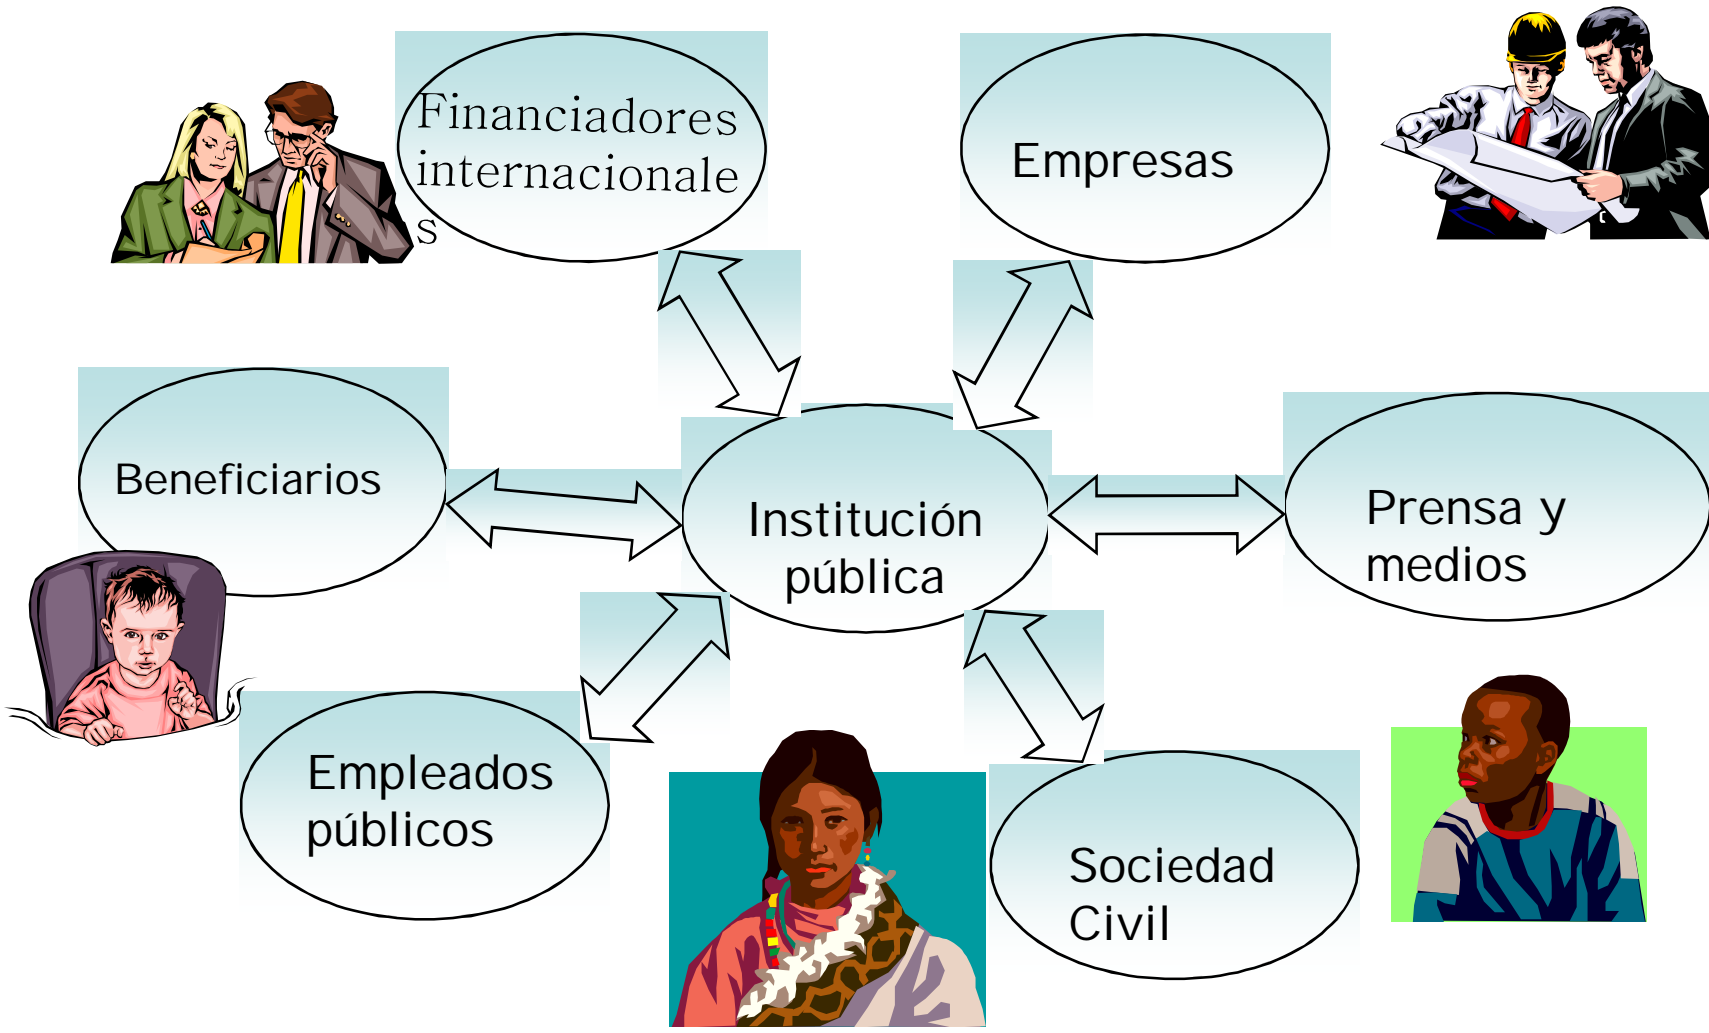 Financiadores
internacionale
s
Empresas
Beneficiarios
Institución
pública
Prensa y
medios
Empleados
públicos
Sociedad
Civil